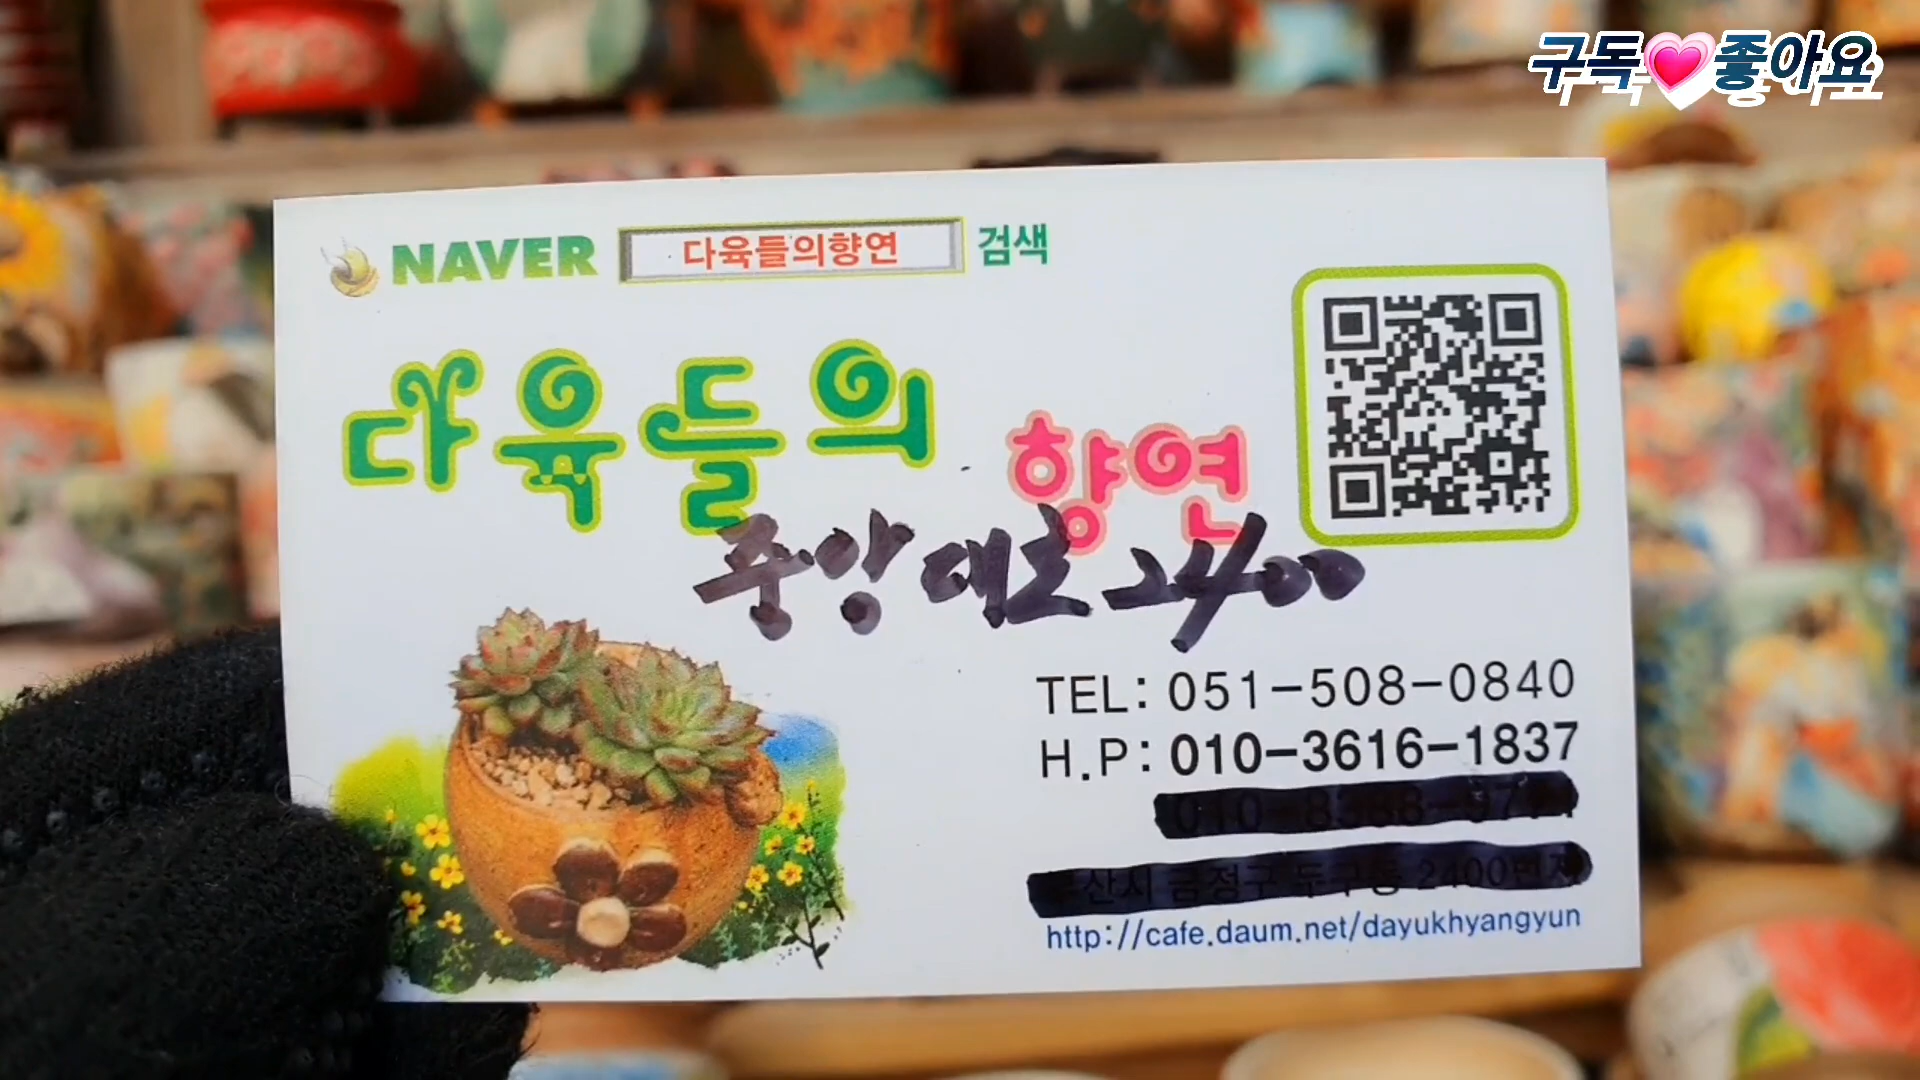 구독💗좋아요
NAVER 다육들의향연 검색
다육들의 향연
중앙대로 2400
TEL: 051-508-0840
H.P: 010-3616-1837
http://cafe.daum.net/dayukhyangyun